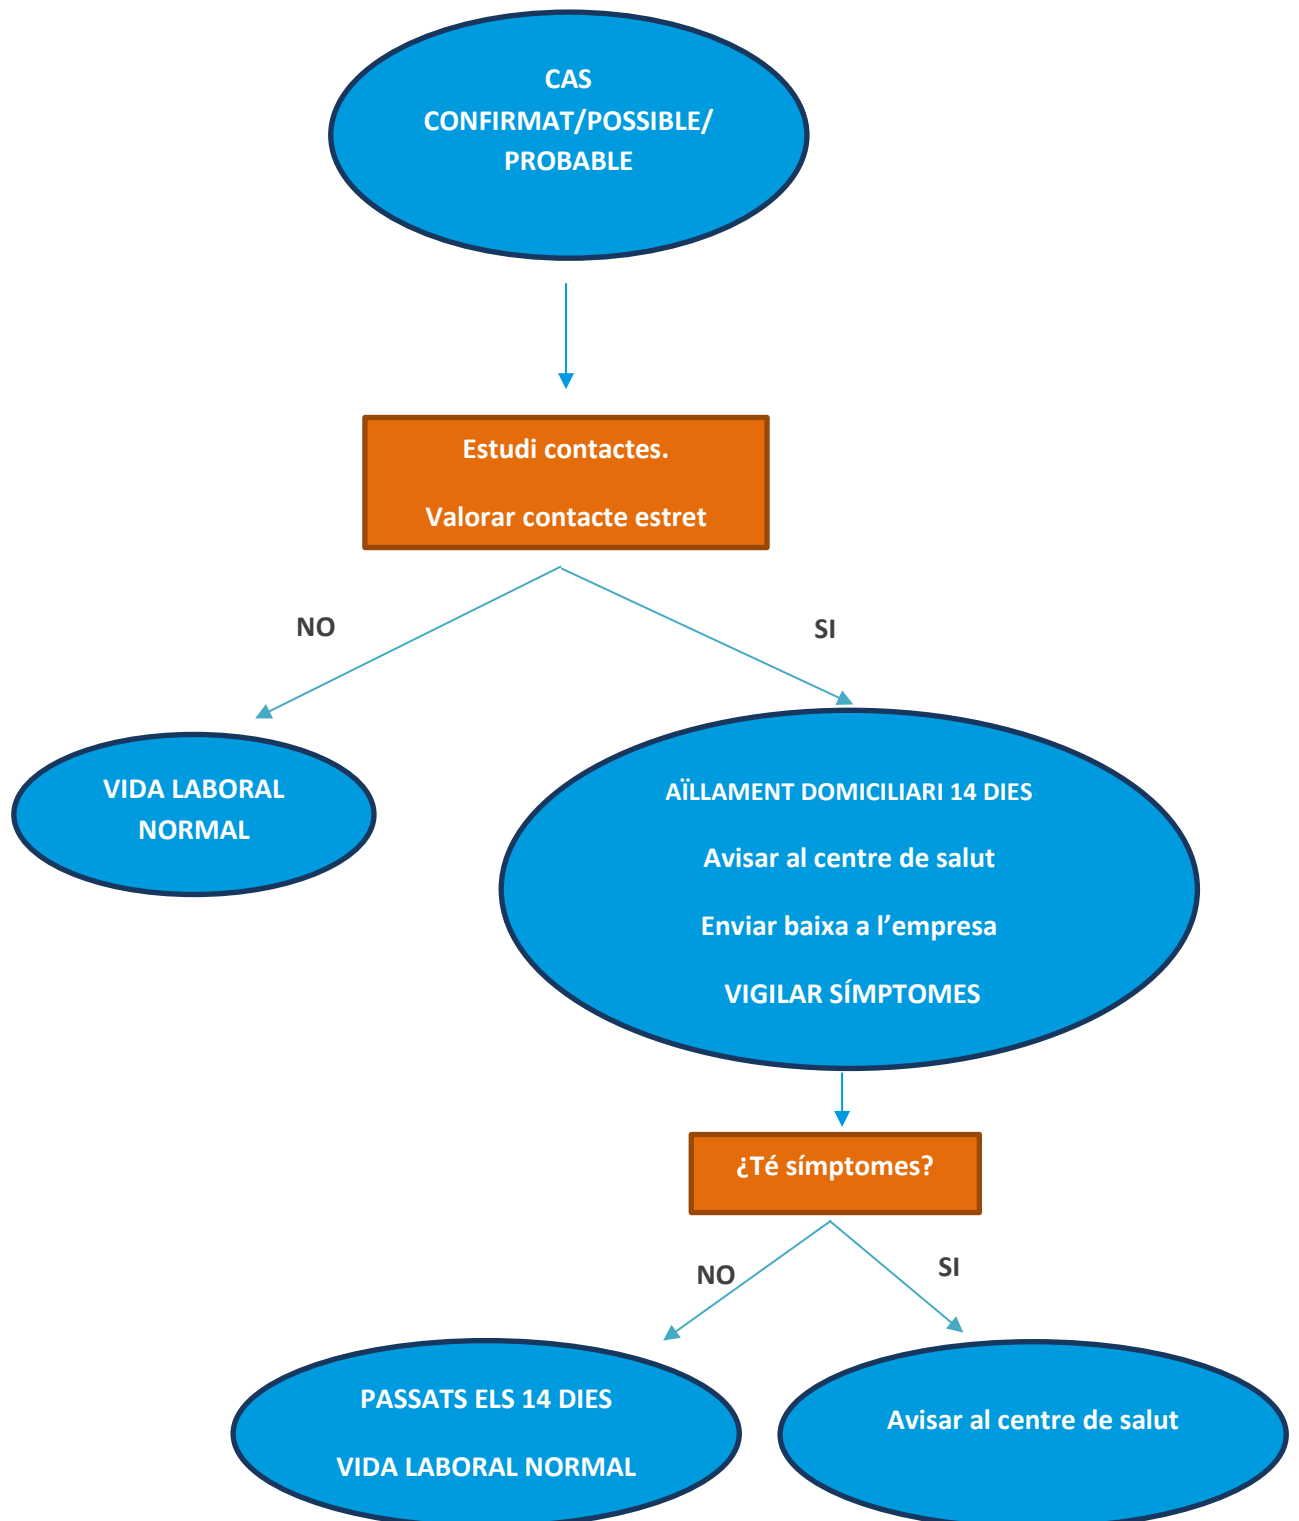 CAS
CONFIRMAT/POSSIBLE/
PROBABLE
Estudi contactes.
Valorar contacte estret
NO
SI
VIDA LABORAL
NORMAL
AÏLLAMENT DOMICILIARI 14 DIES
Avisar al centre de salut
Enviar baixa a l’empresa
VIGILAR SÍMPTOMES
¿Té símptomes?
NO
SI
PASSATS ELS 14 DIES
VIDA LABORAL NORMAL
Avisar al centre de salut